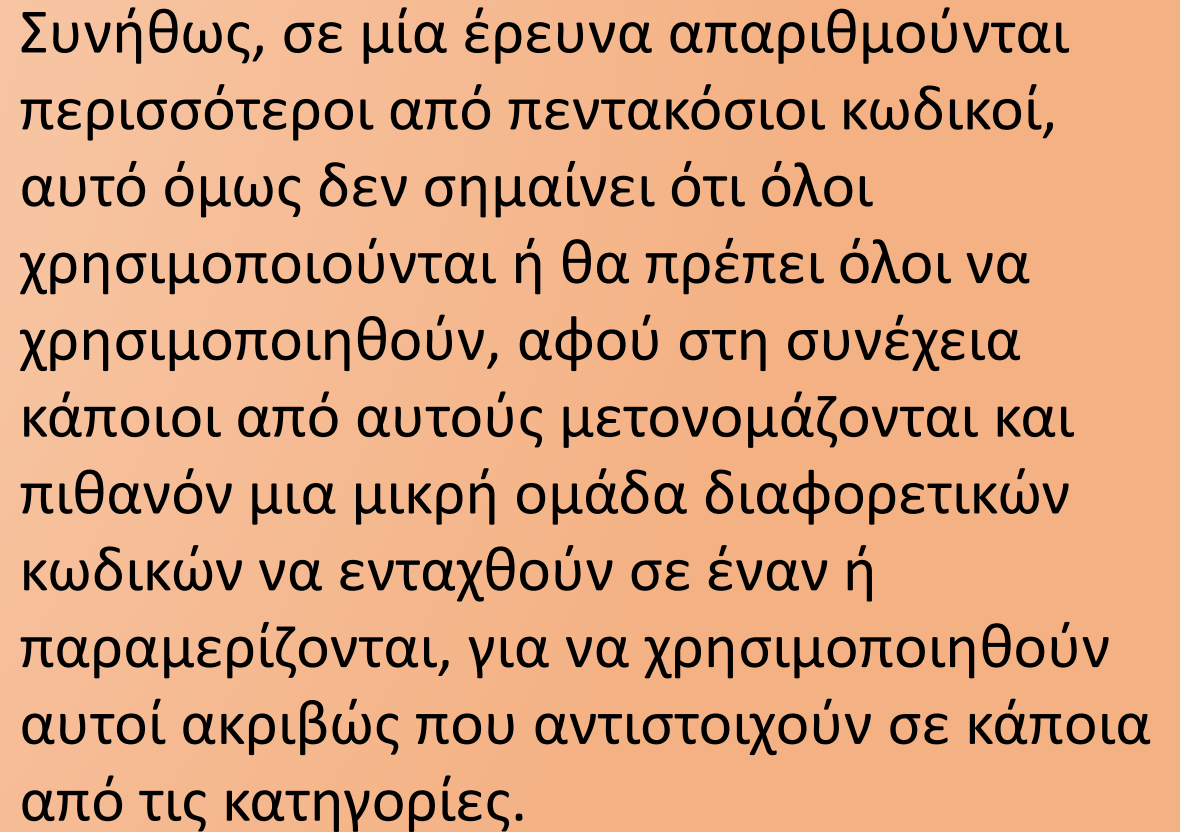 Συνήθως, σε μία έρευνα απαριθμούνται
περισσότεροι από πεντακόσιοι κωδικοί,
αυτό όμως δεν σημαίνει ότι όλοι
χρησιμοποιούνται ή θα πρέπει όλοι να
χρησιμοποιηθούν, αφού στη συνέχεια
κάποιοι από αυτούς μετονομάζονται και
πιθανόν μια μικρή ομάδα διαφορετικών
κωδικών να ενταχθούν σε έναν ή
παραμερίζονται, για να χρησιμοποιηθούν
αυτοί ακριβώς που αντιστοιχούν σε κάποια
από τις κατηγορίες.